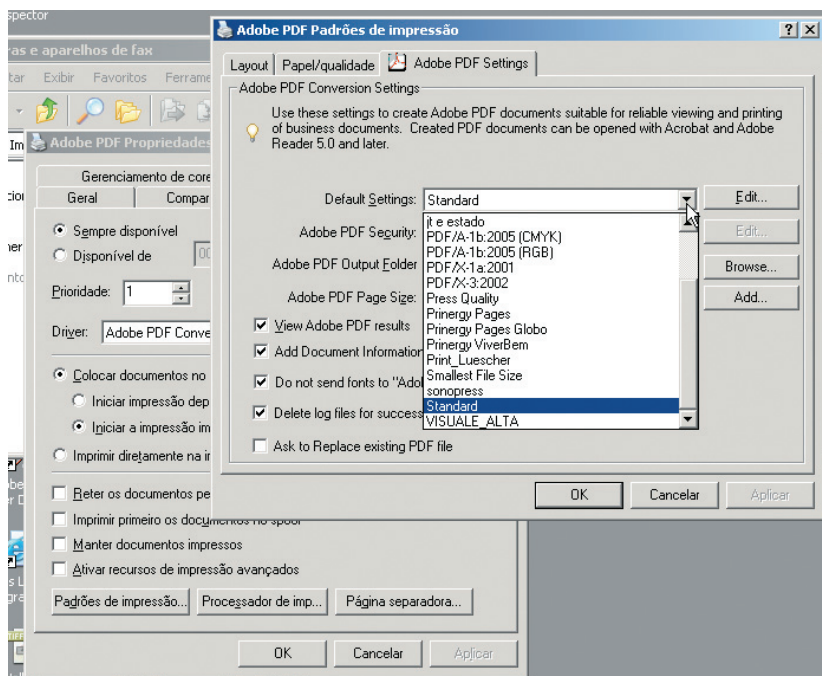 spector
ras e aparelhos de fax
Exibir Favoritos Ferrame
Adobe PDF Propriedades
Gerenciamento de core
Geral Compar
Sempre disponível
Disponível de
Prioridade: 1
Driver: Adobe PDF Conve
Colocar documentos no
Iniciar impressão dep
Iniciar a impressão im
Imprimir diretamente na i
Reter os documentos pe
Imprimir primeiro os documentos no spool
Manter documentos impressos
Ativar recursos de impressão avançados
Padrões de impressão... Processador de imp... Página separadora...
OK Cancelar Aplicar
Adobe PDF Padrões de impressão
Layout Papel/qualidade Adobe PDF Settings
Adobe PDF Conversion Settings
Use these settings to create Adobe PDF documents suitable for reliable viewing and printing
of business documents. Created PDF documents can be opened with Acrobat and Adobe
Reader 5.0 and later.
Default Settings: Standard Edit...
Adobe PDF Security: Edit...
Adobe PDF Output Folder Browse...
Adobe PDF Page Size: Add...
jt e estado
PDF/A-1b:2005 (CMYK)
PDF/A-1b:2005 (RGB)
PDF/X-1a:2001
PDF/X-3:2002
Press Quality
Prinergy Pages
Prinergy Pages Globo
Prinergy ViverBem
Print_Luescher
Smallest File Size
sonopress
Standard
VISUALE_ALTA
View Adobe PDF results
Add Document Information
Do not send fonts to "Adol
Delete log files for success
Ask to Replace existing PDF file
OK Cancelar Aplicar